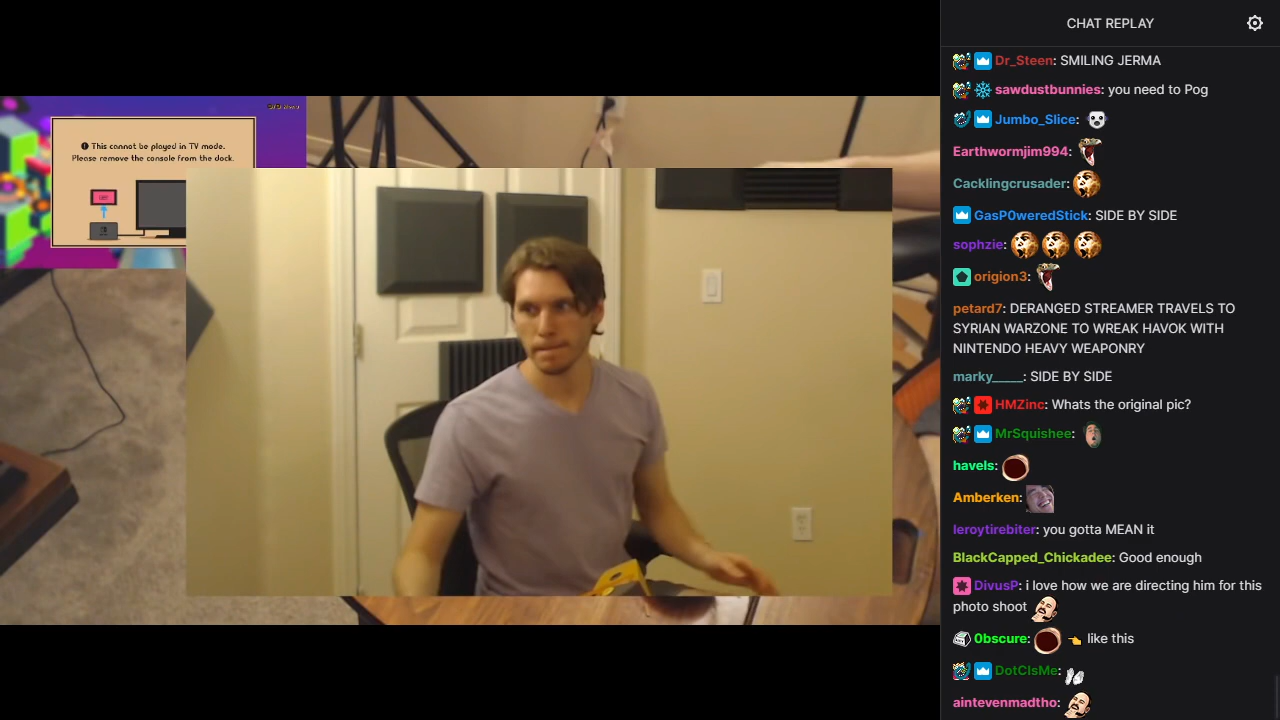 This cannot be played in TV mode.
Please remove the console from the dock.
CHAT REPLAY
Dr_Steen: SMILING JERMA
sawdustbunnies: you need to Pog
Jumbo_Slice:
Earthwormjim994:
Cacklingcrusader:
GasP0weredStick: SIDE BY SIDE
sophzie:
origion3:
petard7: DERANGED STREAMER TRAVELS TO
SYRIAN WARZONE TO WREAK HAVOK WITH
NINTENDO HEAVY WEAPONRY
marky_____: SIDE BY SIDE
HMZinc: Whats the original pic?
MrSquishee:
havels:
Amberken:
leroytirebiter: you gotta MEAN it
BlackCapped_Chickadee: Good enough
DivusP: i love how we are directing him for this
photo shoot
0bscure: 👈 like this
DotCIsMe:
aintevenmadtho: